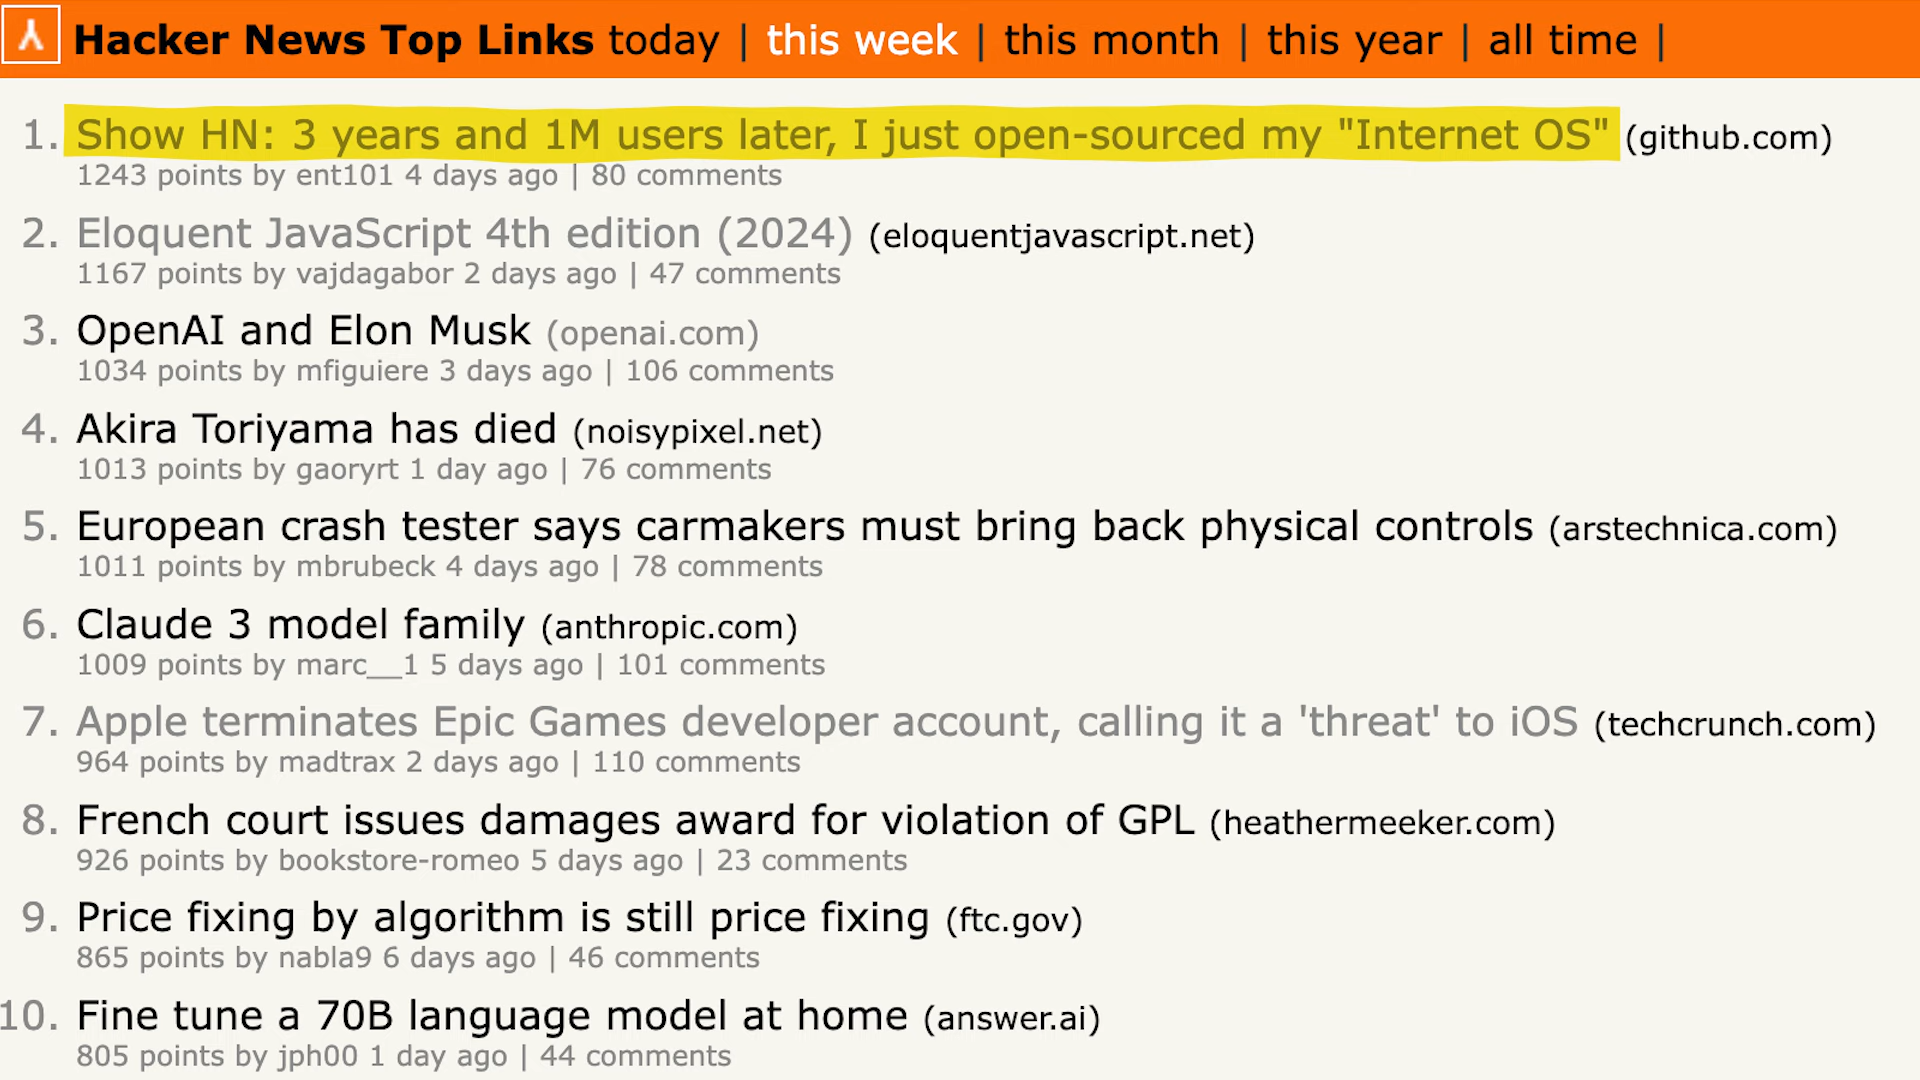 Hacker News Top Links today | this week | this month | this year | all time |
1. Show HN: 3 years and 1M users later, I just open-sourced my "Internet OS" (github.com)
1243 points by ent101 4 days ago | 80 comments
2. Eloquent JavaScript 4th edition (2024) (eloquentjavascript.net)
1167 points by vajdagabor 2 days ago | 47 comments
3. OpenAI and Elon Musk (openai.com)
1034 points by mfiguiere 3 days ago | 106 comments
4. Akira Toriyama has died (noisypixel.net)
1013 points by gaoryrt 1 day ago | 76 comments
5. European crash tester says carmakers must bring back physical controls (arstechnica.com)
1011 points by mbrubeck 4 days ago | 78 comments
6. Claude 3 model family (anthropic.com)
1009 points by marc__1 5 days ago | 101 comments
7. Apple terminates Epic Games developer account, calling it a 'threat' to iOS (techcrunch.com)
964 points by madtrax 2 days ago | 110 comments
8. French court issues damages award for violation of GPL (heathermeeker.com)
926 points by bookstore-romeo 5 days ago | 23 comments
9. Price fixing by algorithm is still price fixing (ftc.gov)
865 points by nabla9 6 days ago | 46 comments
10. Fine tune a 70B language model at home (answer.ai)
805 points by jph00 1 day ago | 44 comments